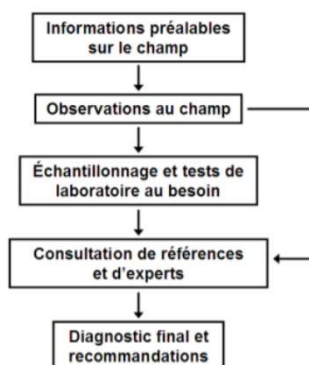 Informations préalables
sur le champ
Observations au champ
Échantillonnage et tests de
laboratoire au besoin
Consultation de références
et d'experts
Diagnostic final et
recommandations